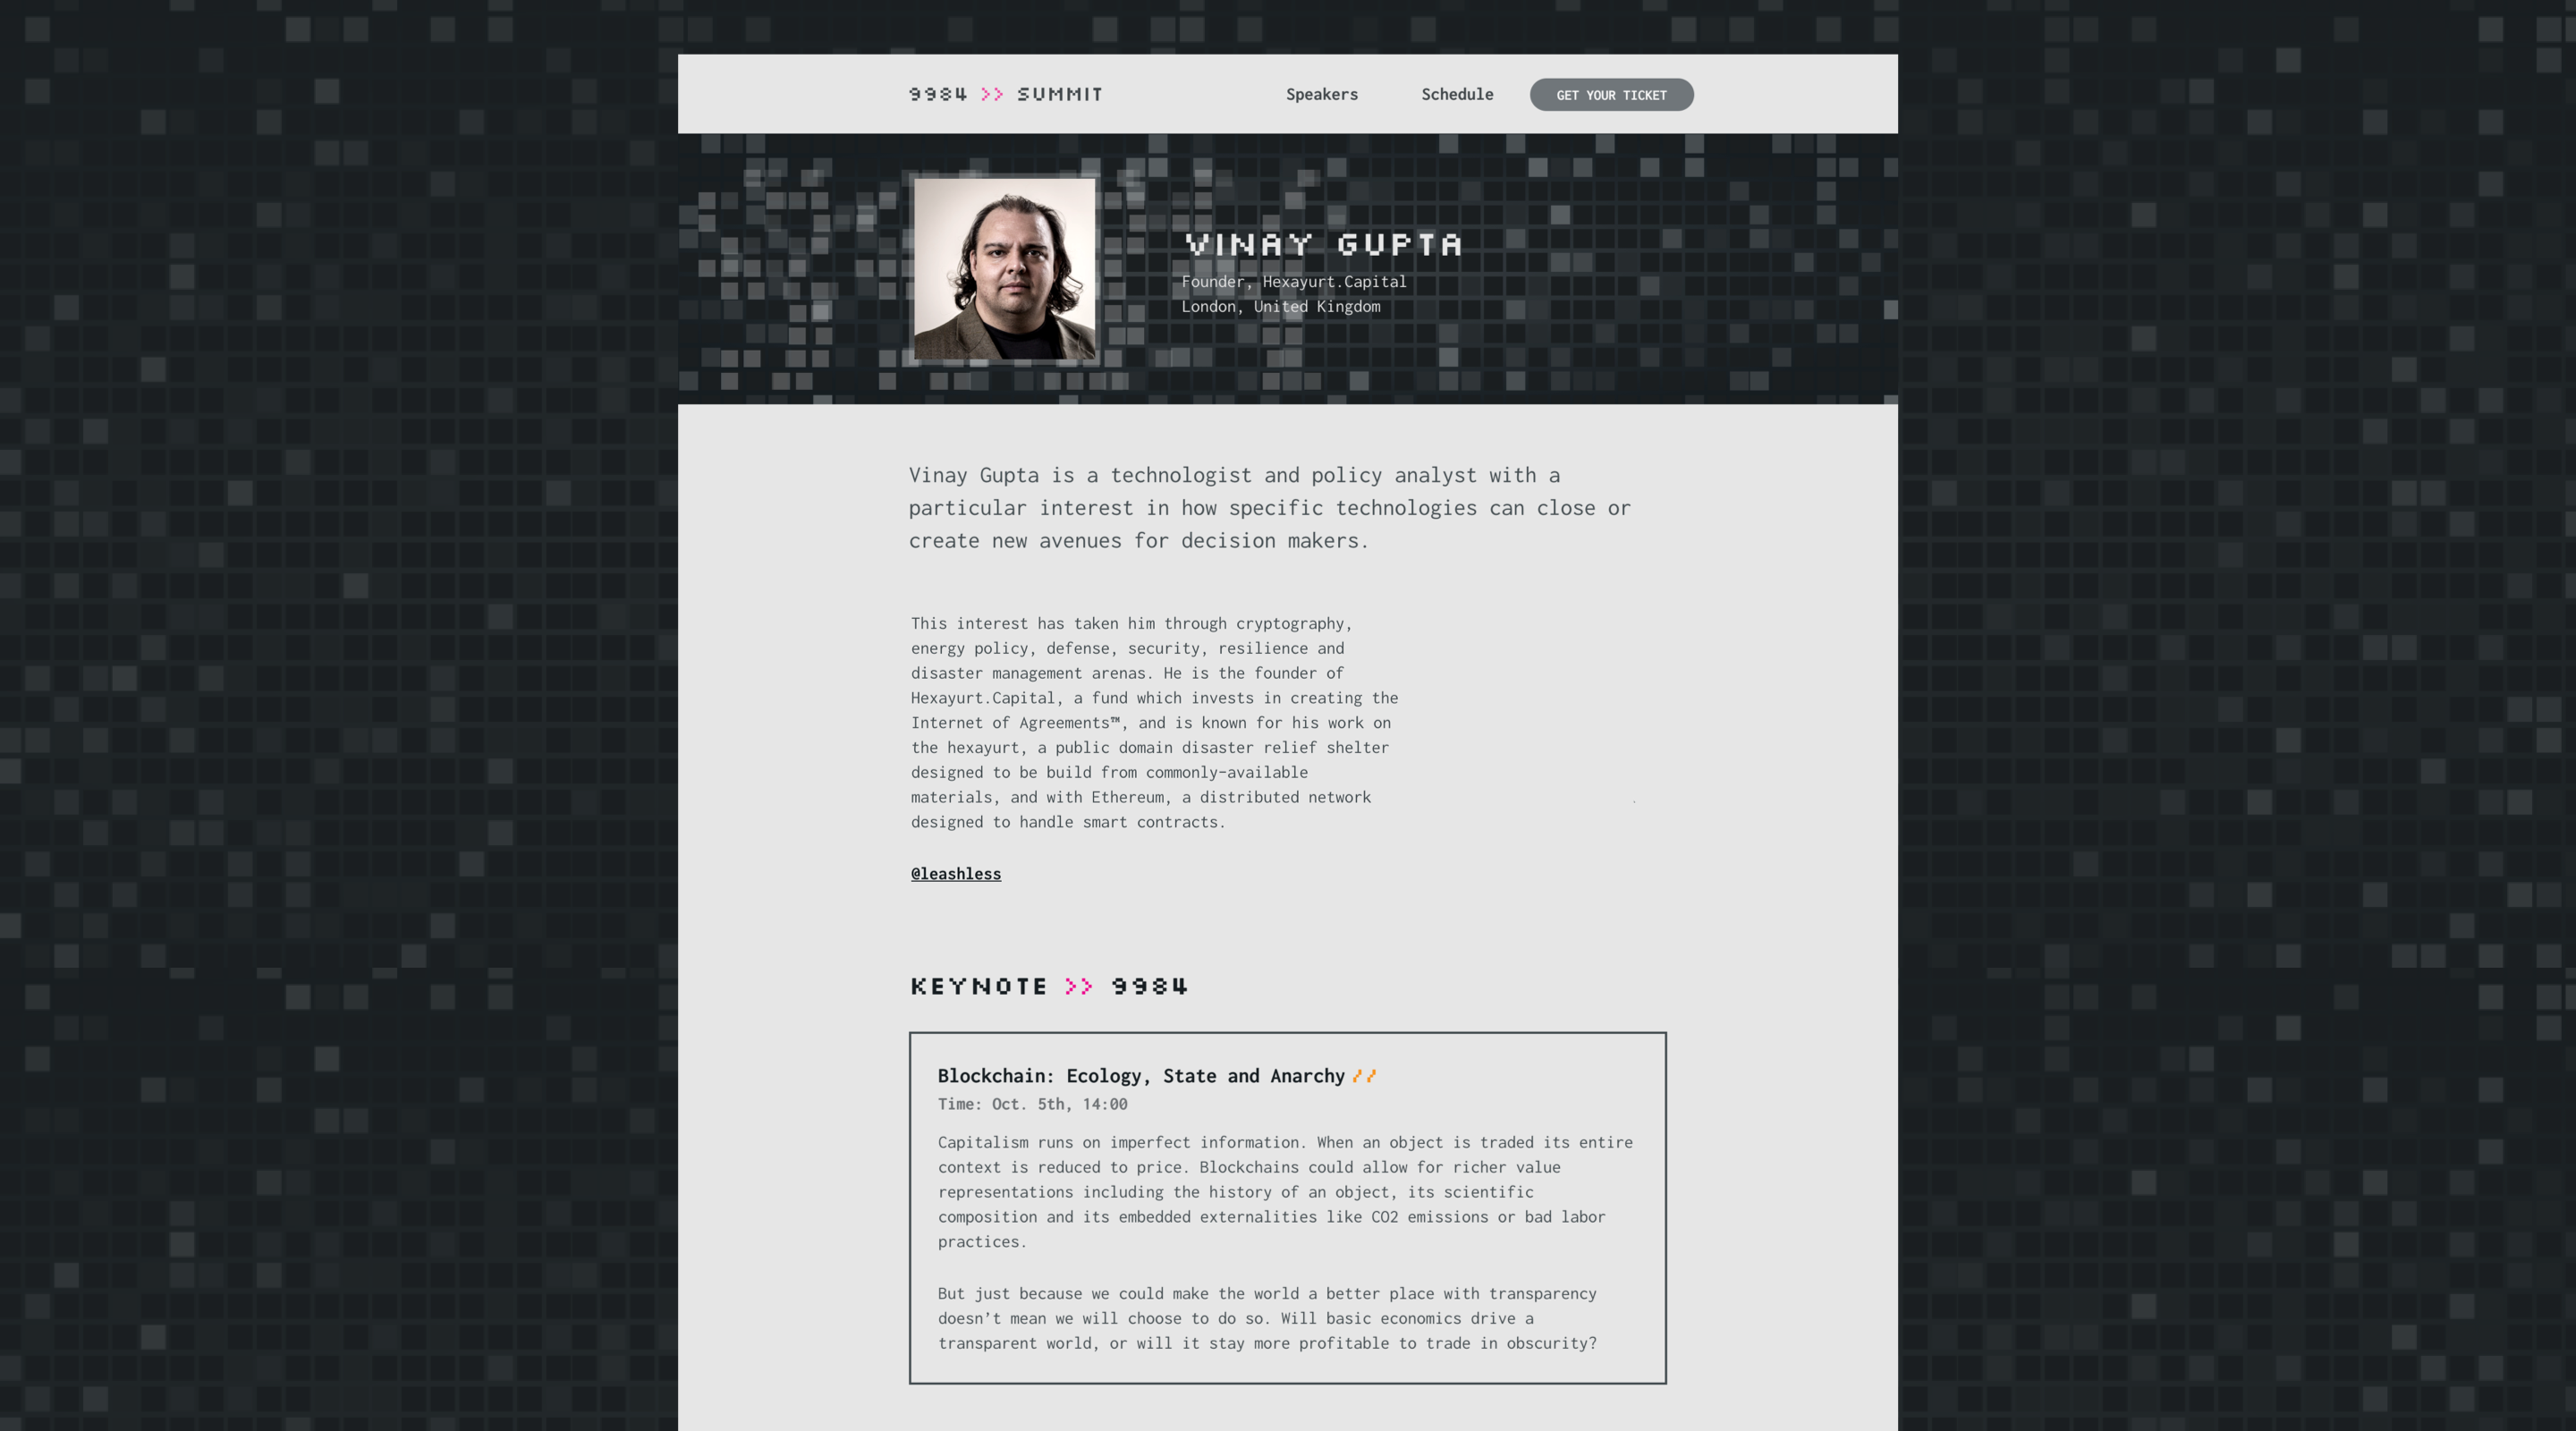 9984 >> SUMMIT
Speakers
Schedule
GET YOUR TICKET
VINAY GUPTA
Founder, Hexayurt.Capital
London, United Kingdom
Vinay Gupta is a technologist and policy analyst with a
particular interest in how specific technologies can close or
create new avenues for decision makers.
This interest has taken him through cryptography,
energy policy, defense, security, resilience and
disaster management arenas. He is the founder of
Hexayurt.Capital, a fund which invests in creating the
Internet of Agreements™, and is known for his work on
the hexayurt, a public domain disaster relief shelter
designed to be build from commonly-available
materials, and with Ethereum, a distributed network
designed to handle smart contracts.
@leashless
KEYNOTE >> 9984
Blockchain: Ecology, State and Anarchy //
Time: Oct. 5th, 14:00
Capitalism runs on imperfect information. When an object is traded its entire
context is reduced to price. Blockchains could allow for richer value
representations including the history of an object, its scientific
composition and its embedded externalities like CO2 emissions or bad labor
practices.
But just because we could make the world a better place with transparency
doesn’t mean we will choose to do so. Will basic economics drive a
transparent world, or will it stay more profitable to trade in obscurity?